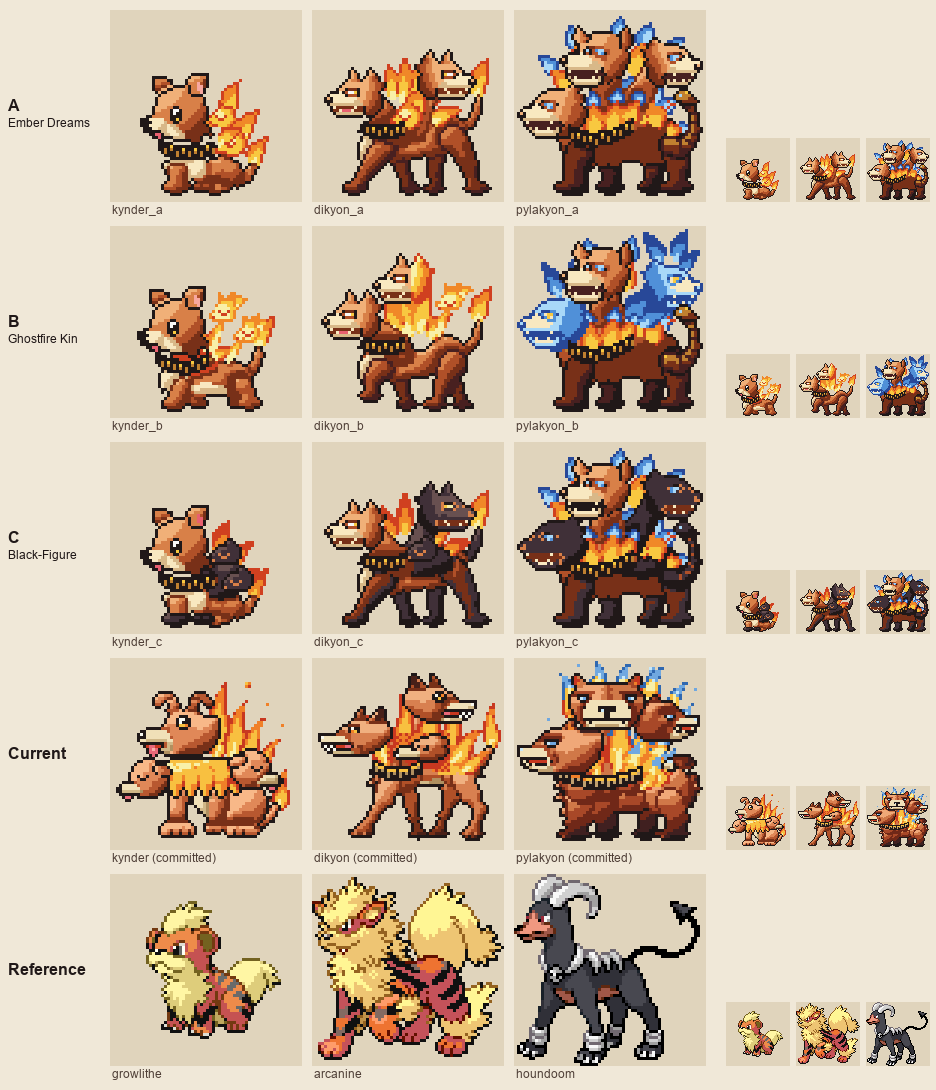 A
Ember Dreams
kynder_a
dikyon_a
pylakyon_a
B
Ghostfire Kin
kynder_b
dikyon_b
pylakyon_b
C
Black-Figure
kynder_c
dikyon_c
pylakyon_c
Current
kynder (committed)
dikyon (committed)
pylakyon (committed)
Reference
growlithe
arcanine
houndoom